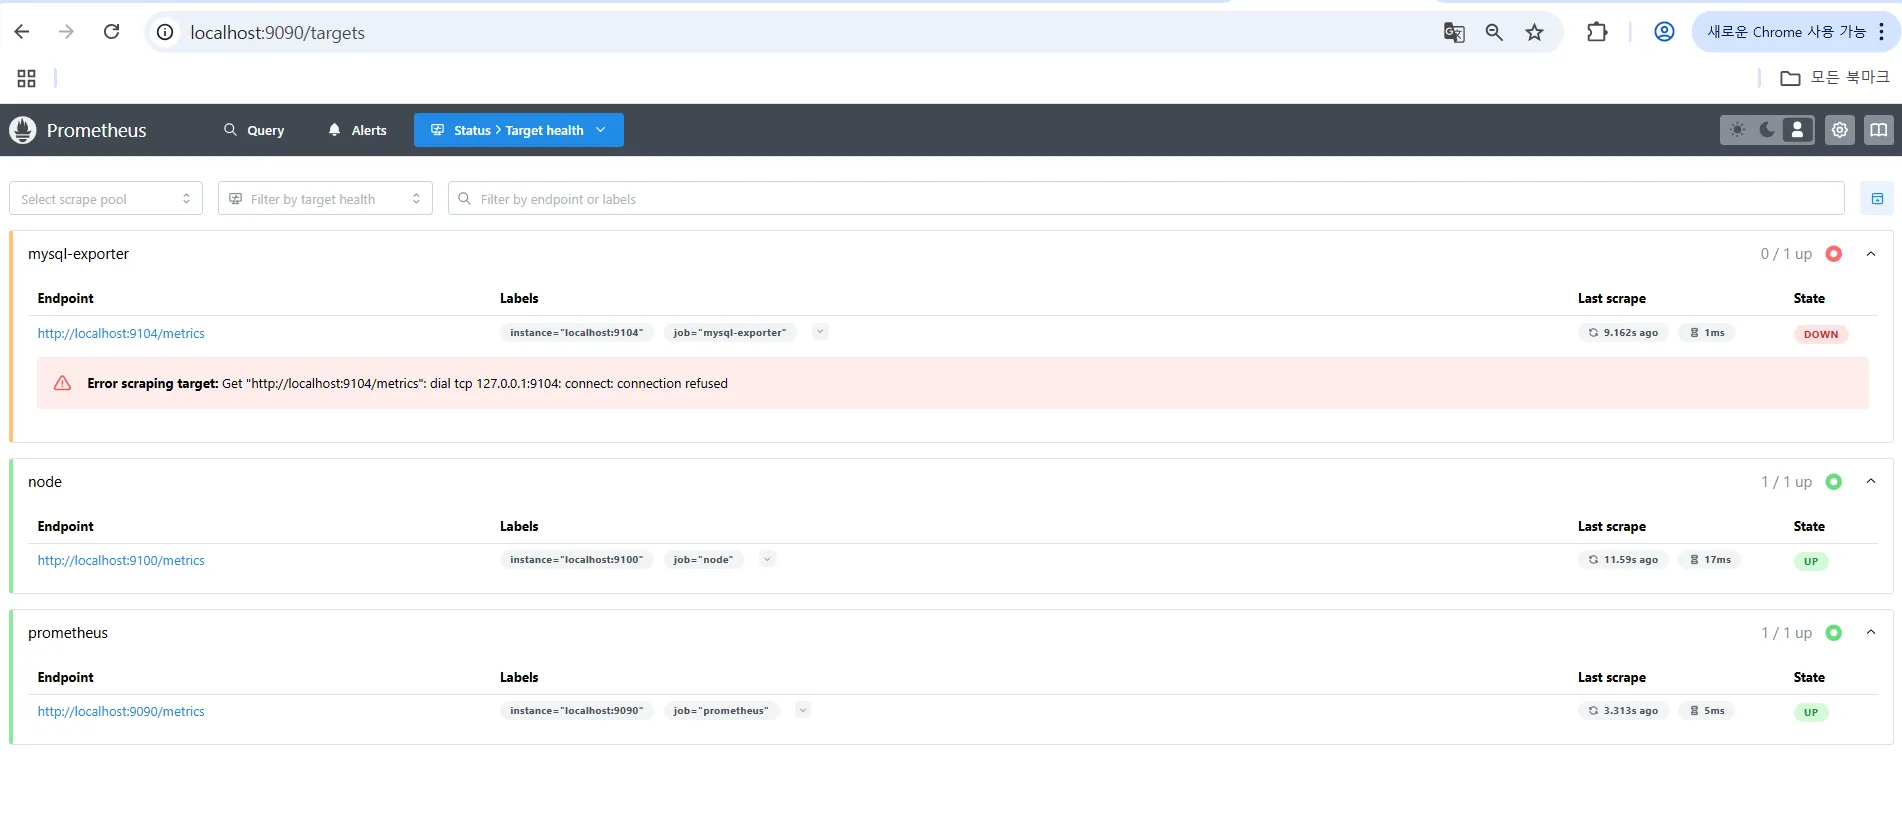 localhost:9090/targets
새로운 Chrome 사용 가능
모든 북마크
Prometheus Query Alerts Status > Target health
Select scrape pool Filter by target health Filter by endpoint or labels
mysql-exporter 0 / 1 up
Endpoint Labels Last scrape State
http://localhost:9104/metrics instance="localhost:9104" job="mysql-exporter" 9.162s ago 1ms DOWN
Error scraping target: Get "http://localhost:9104/metrics": dial tcp 127.0.0.1:9104: connect: connection refused
node 1 / 1 up
Endpoint Labels Last scrape State
http://localhost:9100/metrics instance="localhost:9100" job="node" 11.59s ago 17ms UP
prometheus 1 / 1 up
Endpoint Labels Last scrape State
http://localhost:9090/metrics instance="localhost:9090" job="prometheus" 3.313s ago 5ms UP